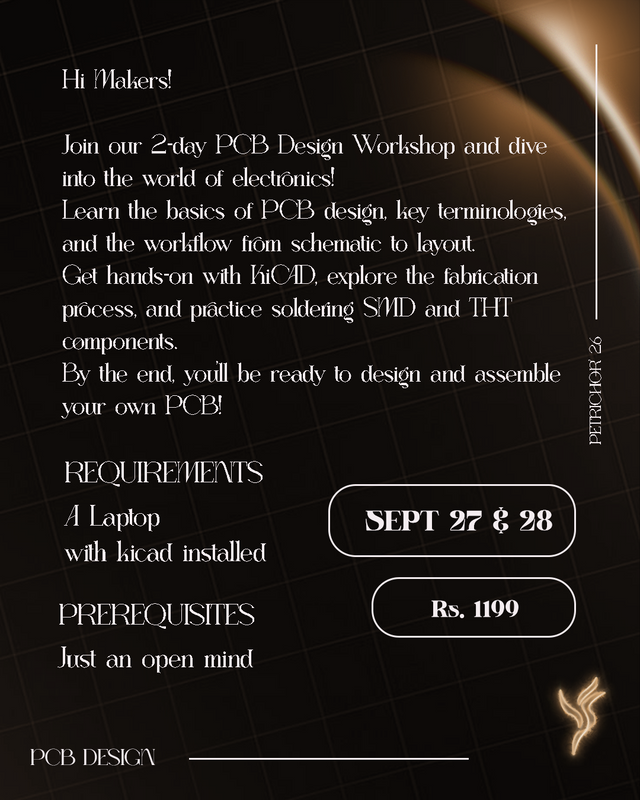 Hi Makers!
Join our 2-day PCB Design Workshop and dive
into the world of electronics!
Learn the basics of PCB design, key terminologies,
and the workflow from schematic to layout.
Get hands-on with KiCAD, explore the fabrication
process, and practice soldering SMD and THT
components.
By the end, you'll be ready to design and assemble
your own PCB!
PETRICHOR 26
REQUIREMENTS
A Laptop
with kicad installed
SEPT 27 & 28
Rs. 1199
PREREQUISITES
Just an open mind
PCB DESIGN